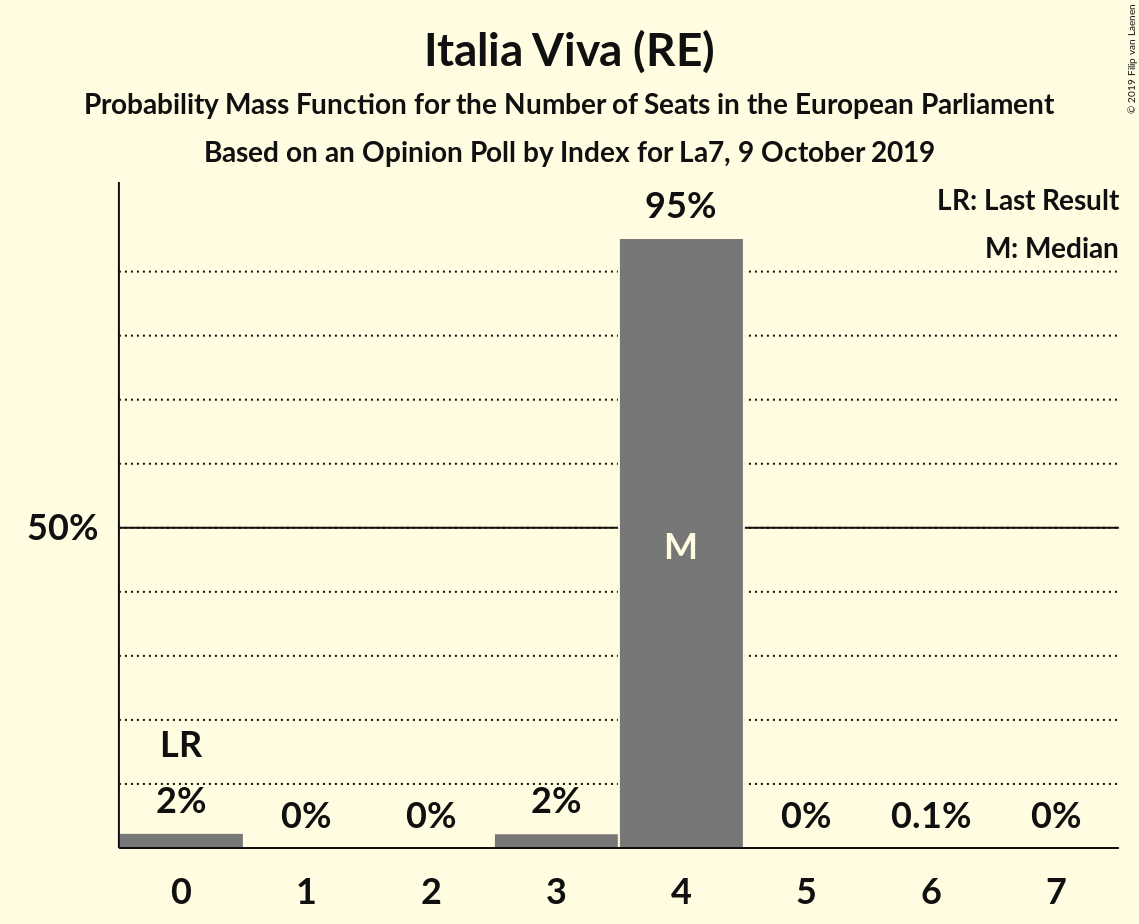 Italia Viva (RE)
Probability Mass Function for the Number of Seats in the European Parliament
Based on an Opinion Poll by Index for La7, 9 October 2019
© 2019 Filip van Laenen
LR: Last Result
M: Median
95%
50%
M
LR
2%
0%
0%
2%
0%
0.1%
0%
0
1
2
3
4
5
6
7